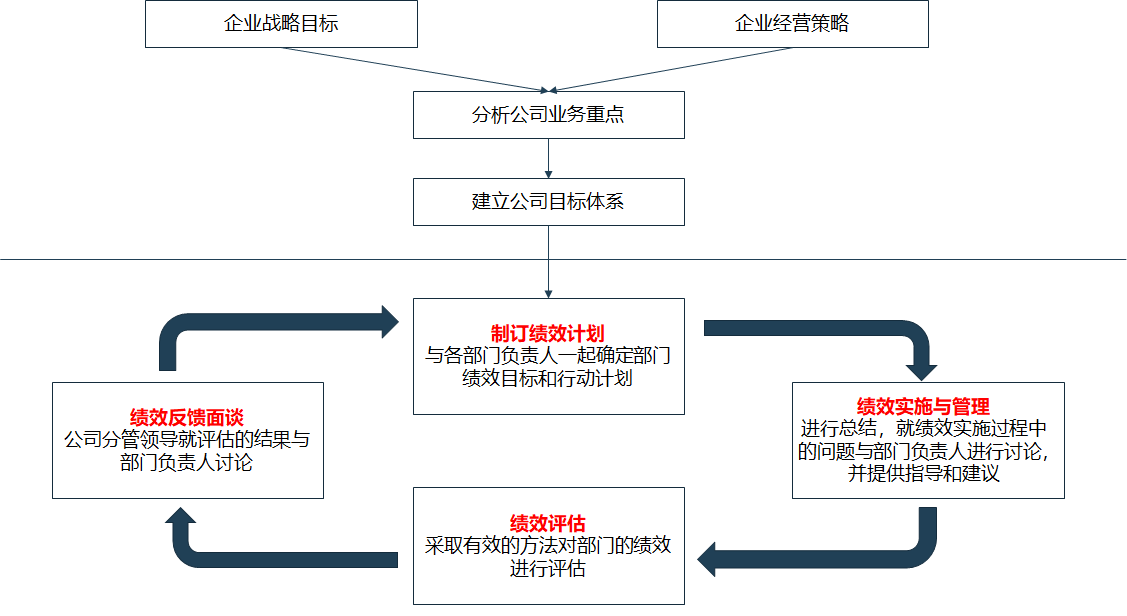 企业战略目标
企业经营策略
分析公司业务重点
建立公司目标体系
制订绩效计划
与各部门负责人一起确定部门
绩效目标和行动计划
绩效反馈面谈
公司分管领导就评估的结果与
部门负责人讨论
绩效实施与管理
进行总结，就绩效实施过程中
的问题与部门负责人进行讨论，
并提供指导和建议
绩效评估
采取有效的方法对部门的绩效
进行评估